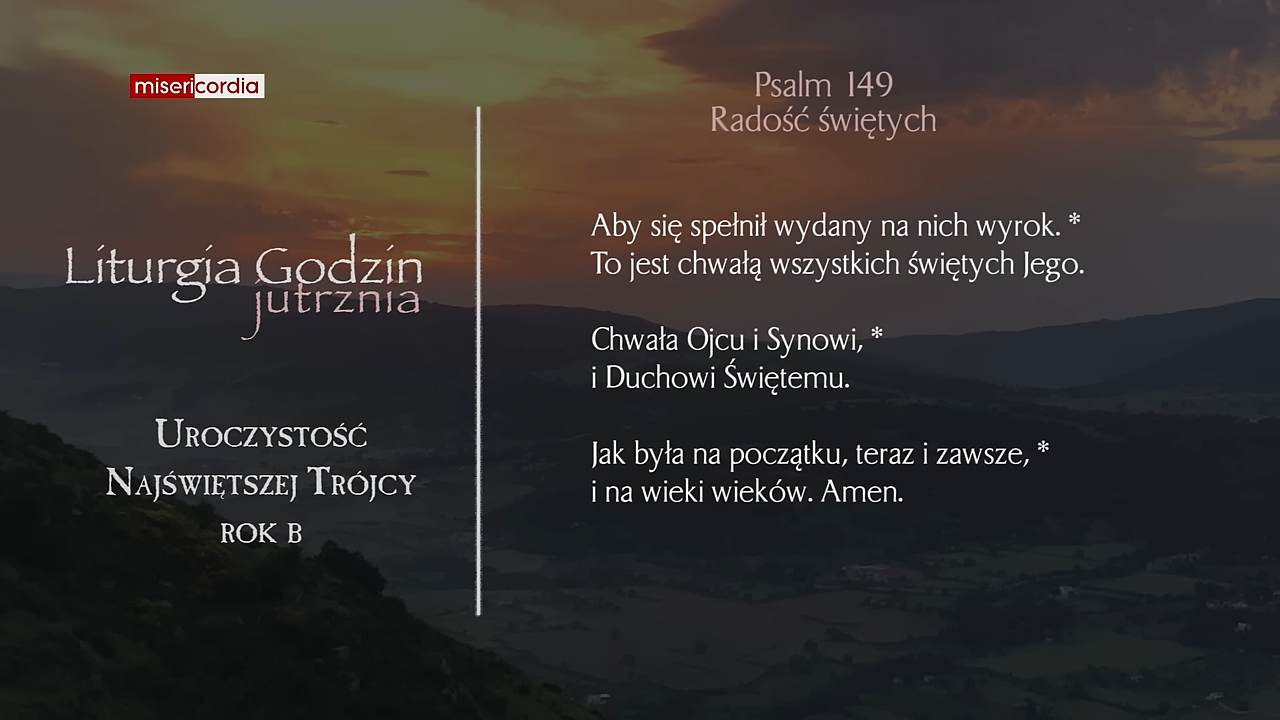 misericordia
Liturgia Godzin
jutrznia
Uroczystość
Najświętszej Trójcy
rok B
Psalm 149
Radość świętych
Aby się spełnił wydany na nich wyrok. *
To jest chwałą wszystkich świętych Jego.
Chwała Ojcu i Synowi, *
i Duchowi Świętemu.
Jak była na początku, teraz i zawsze, *
i na wieki wieków. Amen.